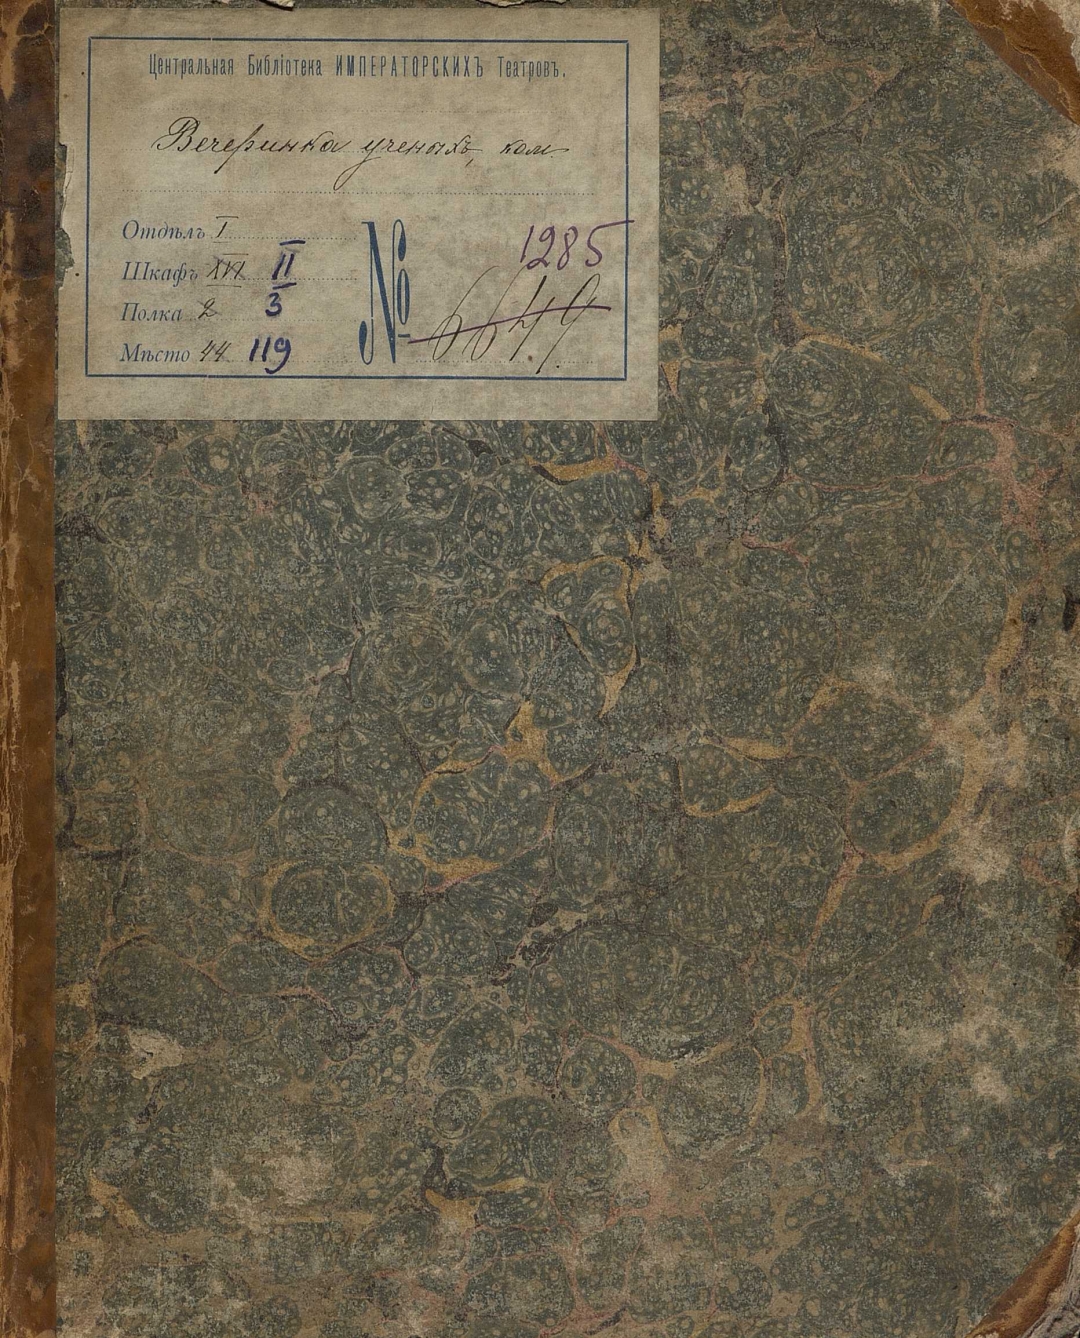 Центральная Библіотека ИМПЕРАТОРСКИХЪ Театровъ.
Вечеринка ученыхъ, ком.
Отдѣлъ I
Шкафъ XVI II
Полка 2 3
Мѣсто 44 119
№ 1285
6649